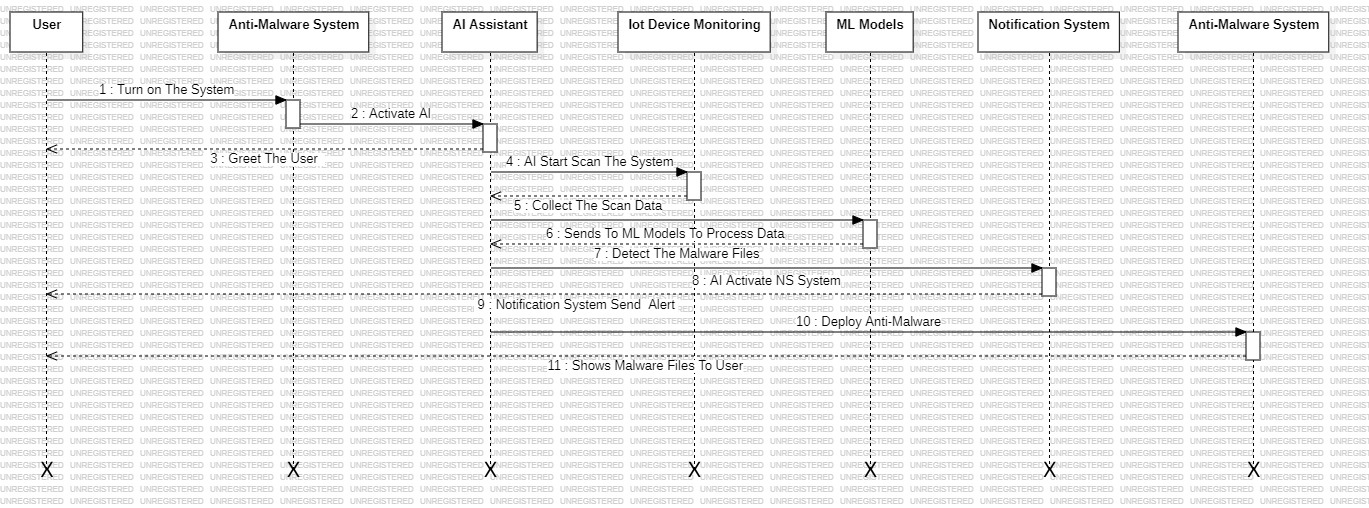 User
Anti-Malware System
AI Assistant
Iot Device Monitoring
ML Models
Notification System
Anti-Malware System
1 : Turn on The System
2 : Activate AI
3 : Greet The User
4 : AI Start Scan The System
5 : Collect The Scan Data
6 : Sends To ML Models To Process Data
7 : Detect The Malware Files
8 : AI Activate NS System
9 : Notification System Send  Alert
10 : Deploy Anti-Malware
11 : Shows Malware Files To User
X X X X X X X
UNREGISTERED